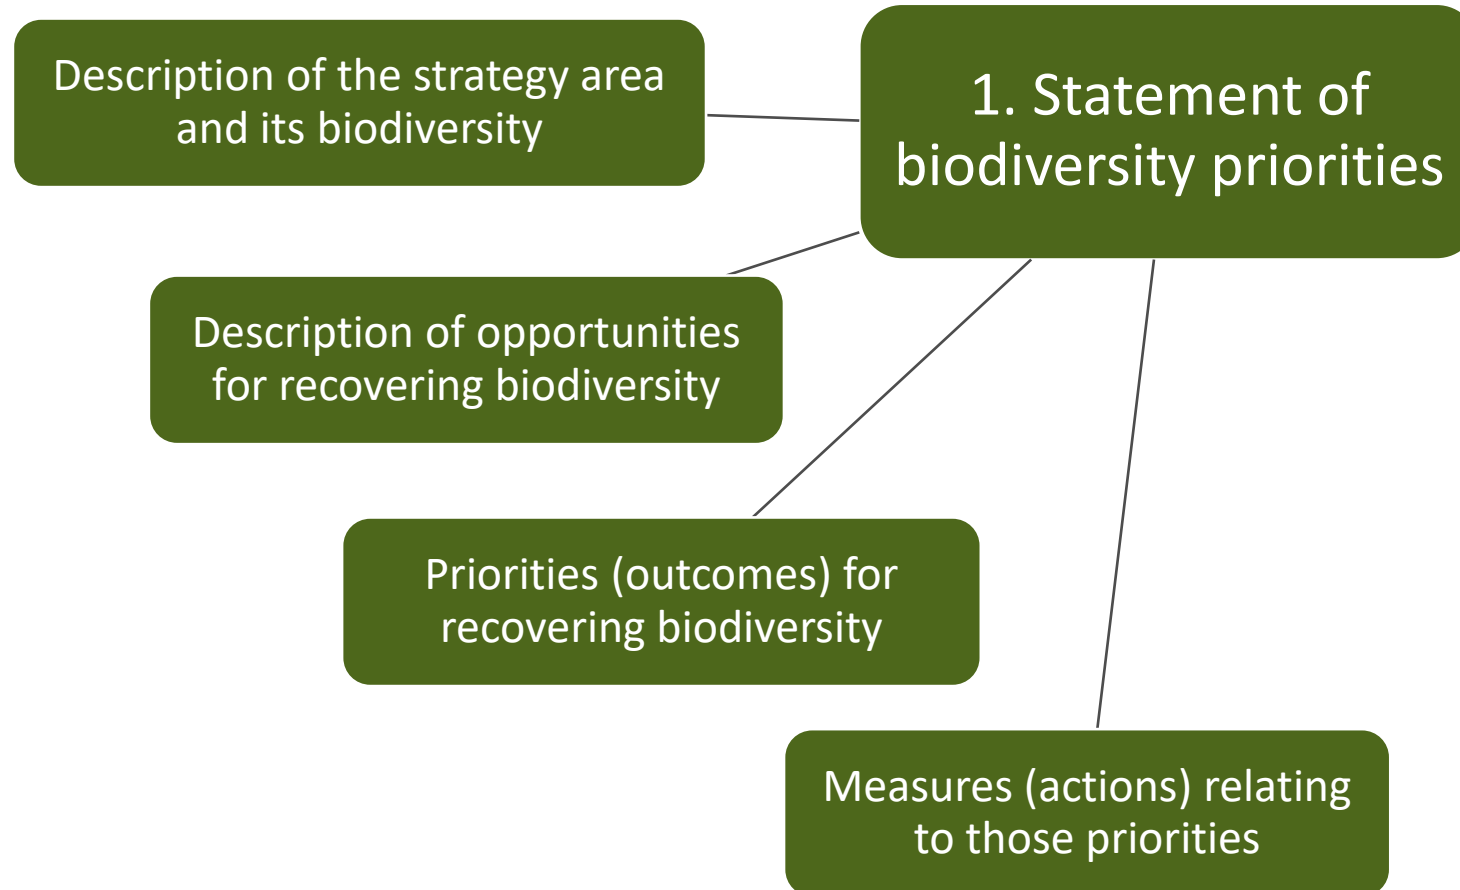 Description of the strategy area
and its biodiversity
1. Statement of
biodiversity priorities
Description of opportunities
for recovering biodiversity
Priorities (outcomes) for
recovering biodiversity
Measures (actions) relating
to those priorities